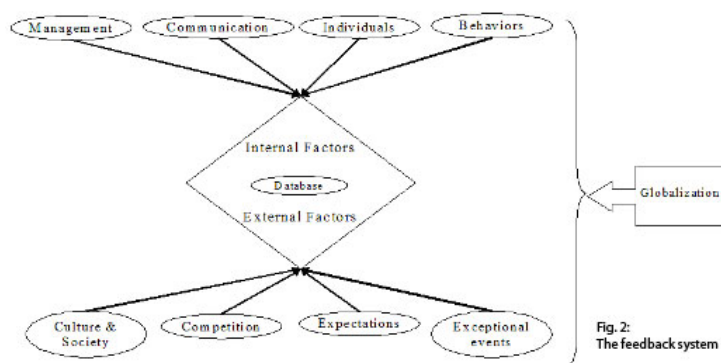 Management
Communication
Individuals
Behaviors
Internal Factors
Database
External Factors
Globalization
Culture &
Society
Competition
Expectations
Exceptional
events
Fig. 2:
The feedback system